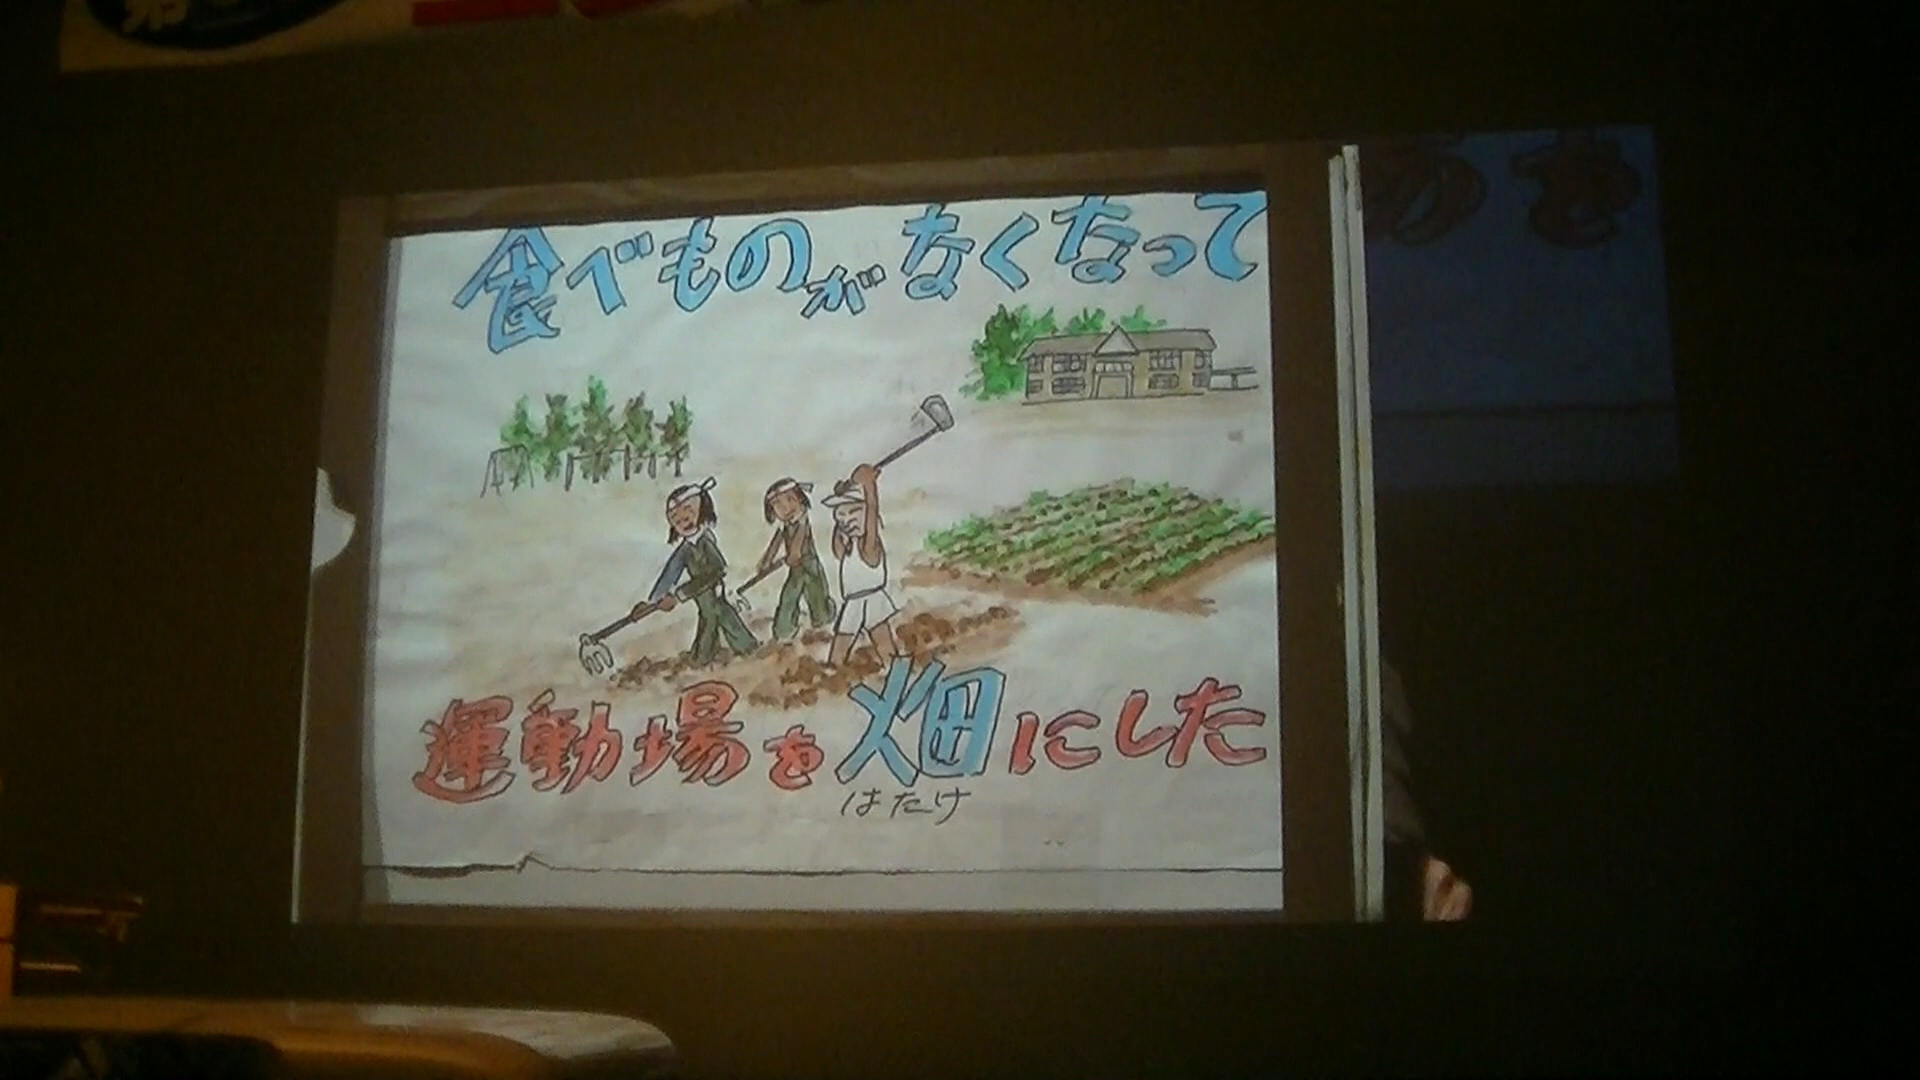 食べものがなくなって
運動場を畑にした
はたけ